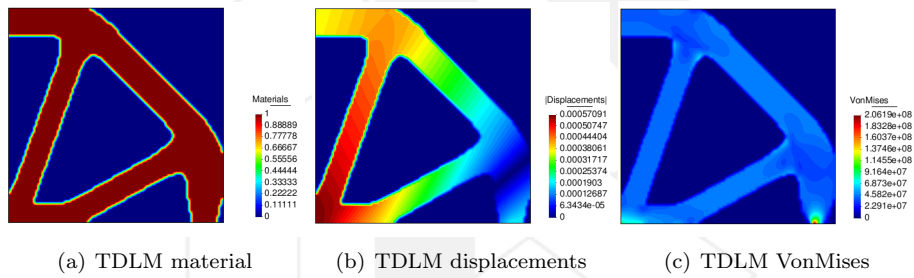 Materials
1
0.88889
0.77778
0.66667
0.55556
0.44444
0.33333
0.22222
0.11111
0
|Displacements|
0.00057091
0.00050747
0.00044404
0.00038061
0.00031717
0.00025374
0.0001903
0.00012687
6.3434e-05
0
VonMises
2.0619e+08
1.8328e+08
1.6037e+08
1.3746e+08
1.1455e+08
9.164e+07
6.873e+07
4.582e+07
2.291e+07
0
(a) TDLM material
(b) TDLM displacements
(c) TDLM VonMises